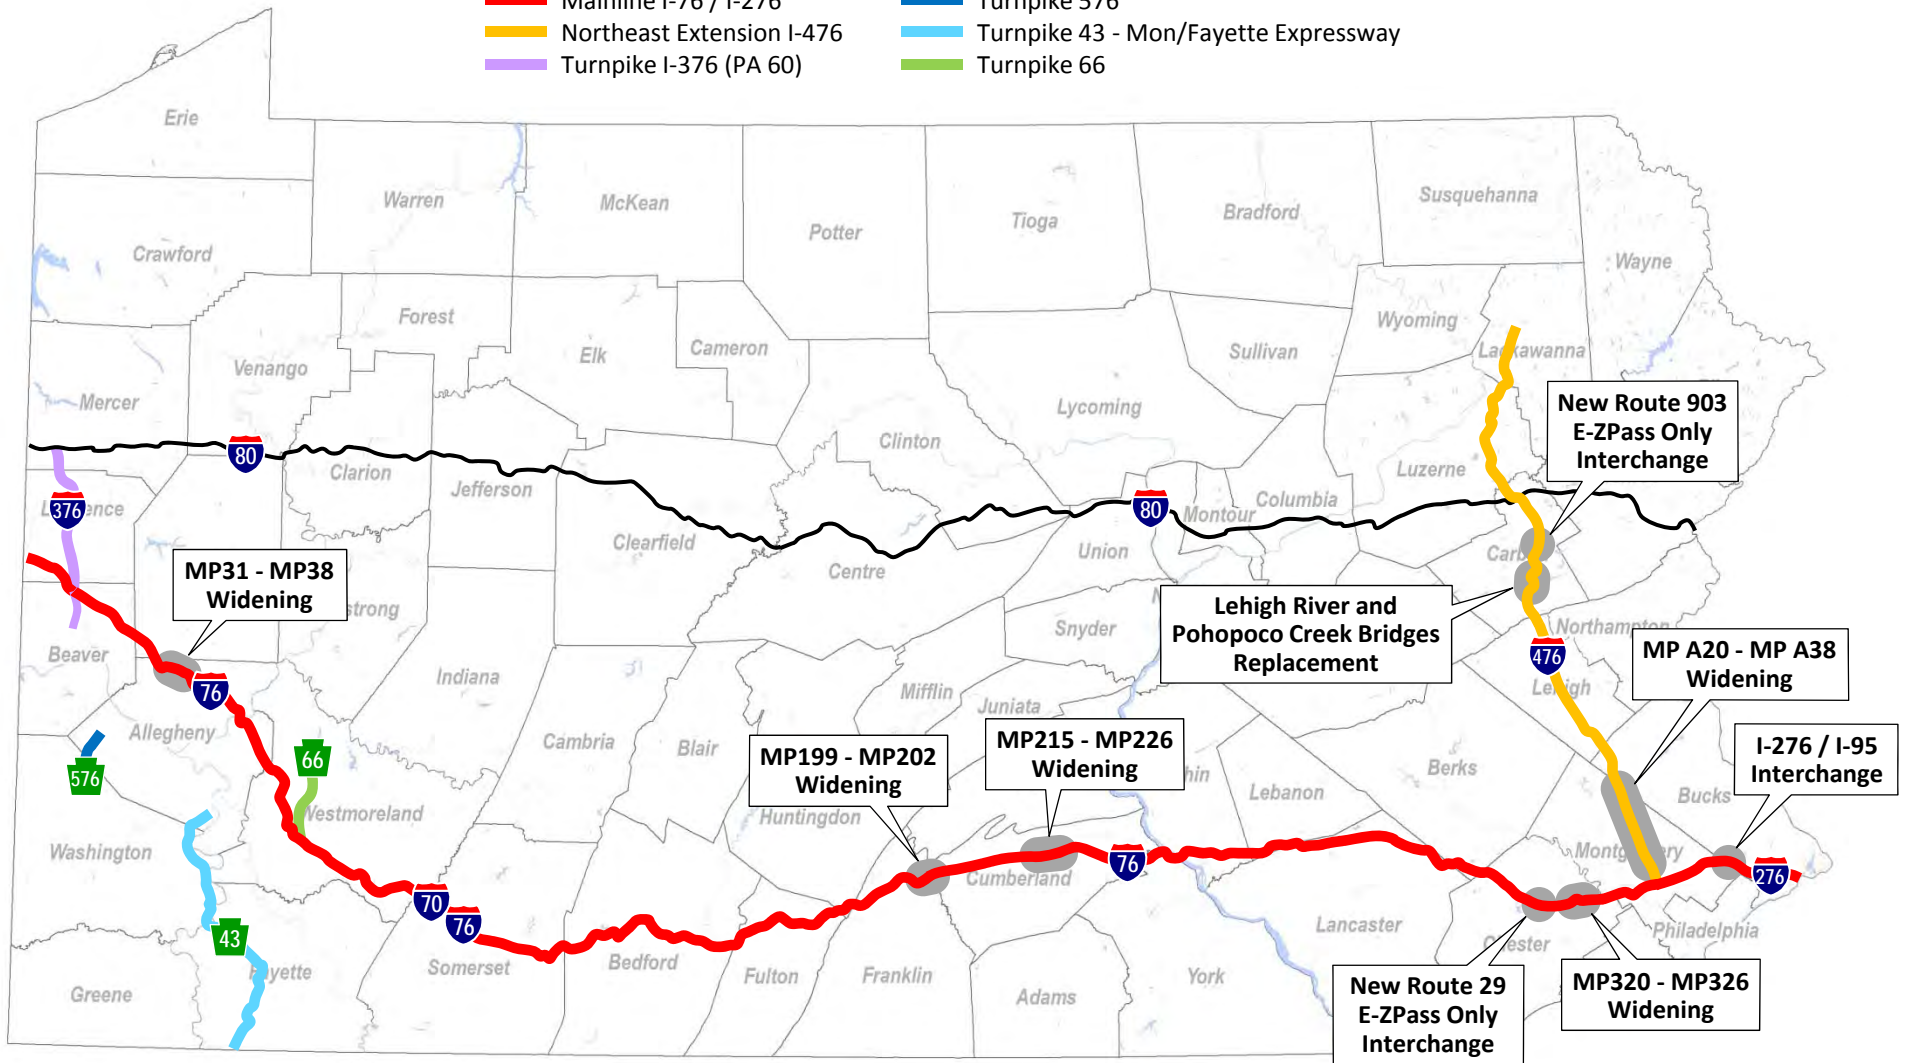 Mainline I-76 / I-276
Turnpike 576
Northeast Extension I-476
Turnpike 43 - Mon/Fayette Expressway
Turnpike I-376 (PA 60)
Turnpike 66
Erie
Warren
McKean
Potter
Tioga
Bradford
Susquehanna
Wayne
Crawford
Forest
Elk
Cameron
Wyoming
Sullivan
Lackawanna
Venango
Mercer
Lycoming
New Route 903
E-ZPass Only
Interchange
80
Clarion
Jefferson
Clinton
Luzerne
Columbia
80
Montour
376
Clearfield
Centre
Union
MP31 - MP38
Widening
Lehigh River and
Pohopoco Creek Bridges
Replacement
Snyder
Northampton
476
MP A20 - MP A38
Widening
Beaver
76
Indiana
Mifflin
Juniata
Lehigh
Allegheny
Cambria
Blair
MP199 - MP202
Widening
MP215 - MP226
Widening
I-276 / I-95
Interchange
66
576
Berks
Lebanon
Bucks
Westmoreland
Huntingdon
Washington
Montgomery
76
Cumberland
276
70
76
43
Lancaster
Chester
Philadelphia
Fayette
Somerset
Bedford
Fulton
Franklin
York
Adams
Greene
New Route 29
E-ZPass Only
Interchange
MP320 - MP326
Widening